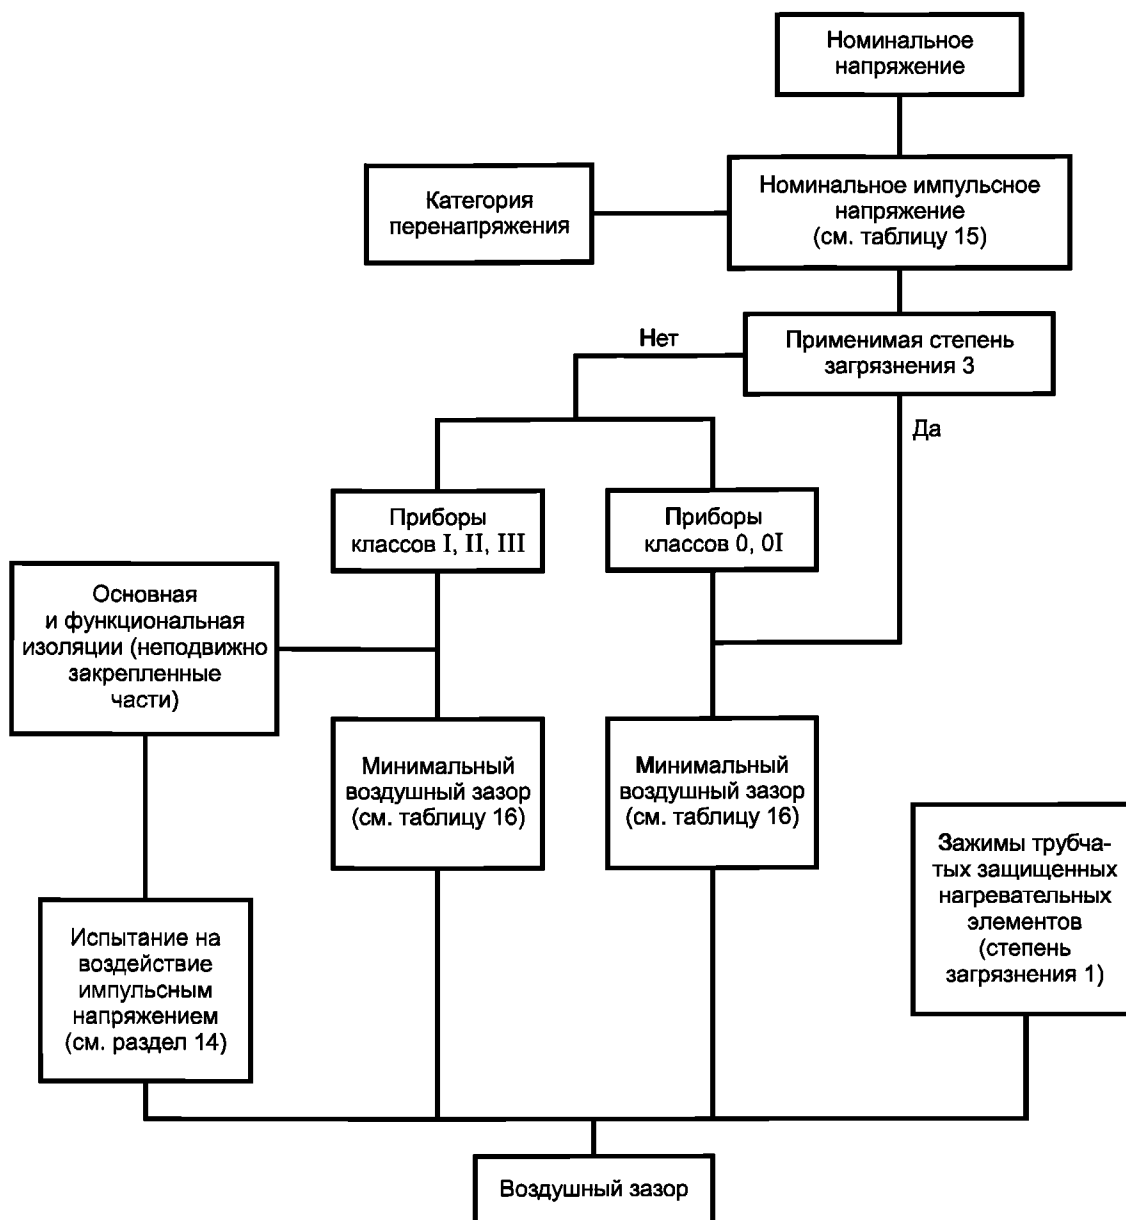 Номинальное
напряжение
Категория
перенапряжения
Номинальное импульсное
напряжение
(см. таблицу 15)
Нет
Применимая степень
загрязнения 3
Да
Приборы
классов I, II, III
Приборы
классов 0, 0I
Основная
и функциональная
изоляции (неподвижно
закрепленные
части)
Минимальный
воздушный зазор
(см. таблицу 16)
Минимальный
воздушный зазор
(см. таблицу 16)
Зажимы трубча-
тых защищенных
нагревательных
элементов
(степень
загрязнения 1)
Испытание на
воздействие
импульсным
напряжением
(см. раздел 14)
Воздушный зазор